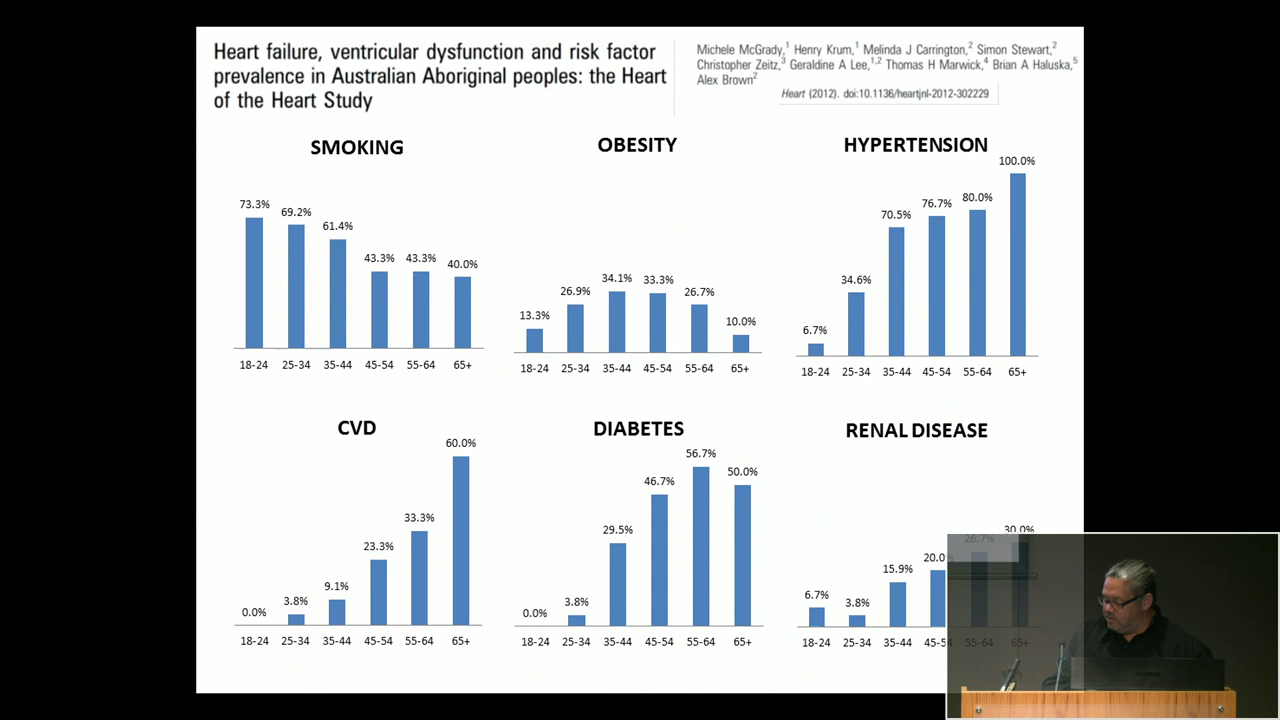 Heart failure, ventricular dysfunction and risk factor
prevalence in Australian Aboriginal peoples: the Heart
of the Heart Study
Michele McGrady,¹ Henry Krum,¹ Melinda J Carrington,² Simon Stewart,²
Christopher Zeitz,³ Geraldine A Lee,¹,² Thomas H Marwick,⁴ Brian A Haluska,⁵
Alex Brown²
Heart (2012). doi:10.1136/heartjnl-2012-302229
SMOKING
73.3% 69.2% 61.4% 43.3% 43.3% 40.0%
18-24 25-34 35-44 45-54 55-64 65+
OBESITY
13.3% 26.9% 34.1% 33.3% 26.7% 10.0%
18-24 25-34 35-44 45-54 55-64 65+
HYPERTENSION
6.7% 34.6% 70.5% 76.7% 80.0% 100.0%
18-24 25-34 35-44 45-54 55-64 65+
CVD
0.0% 3.8% 9.1% 23.3% 33.3% 60.0%
18-24 25-34 35-44 45-54 55-64 65+
DIABETES
0.0% 3.8% 29.5% 46.7% 56.7% 50.0%
18-24 25-34 35-44 45-54 55-64 65+
RENAL DISEASE
6.7% 3.8% 15.9% 20.0 26.7% 30.0%
18-24 25-34 35-44 45-54 55-64 65+